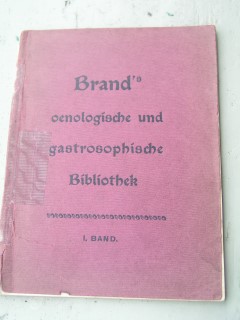 Brand's
oenologische und
gastrosophische
Bibliothek
I. BAND.